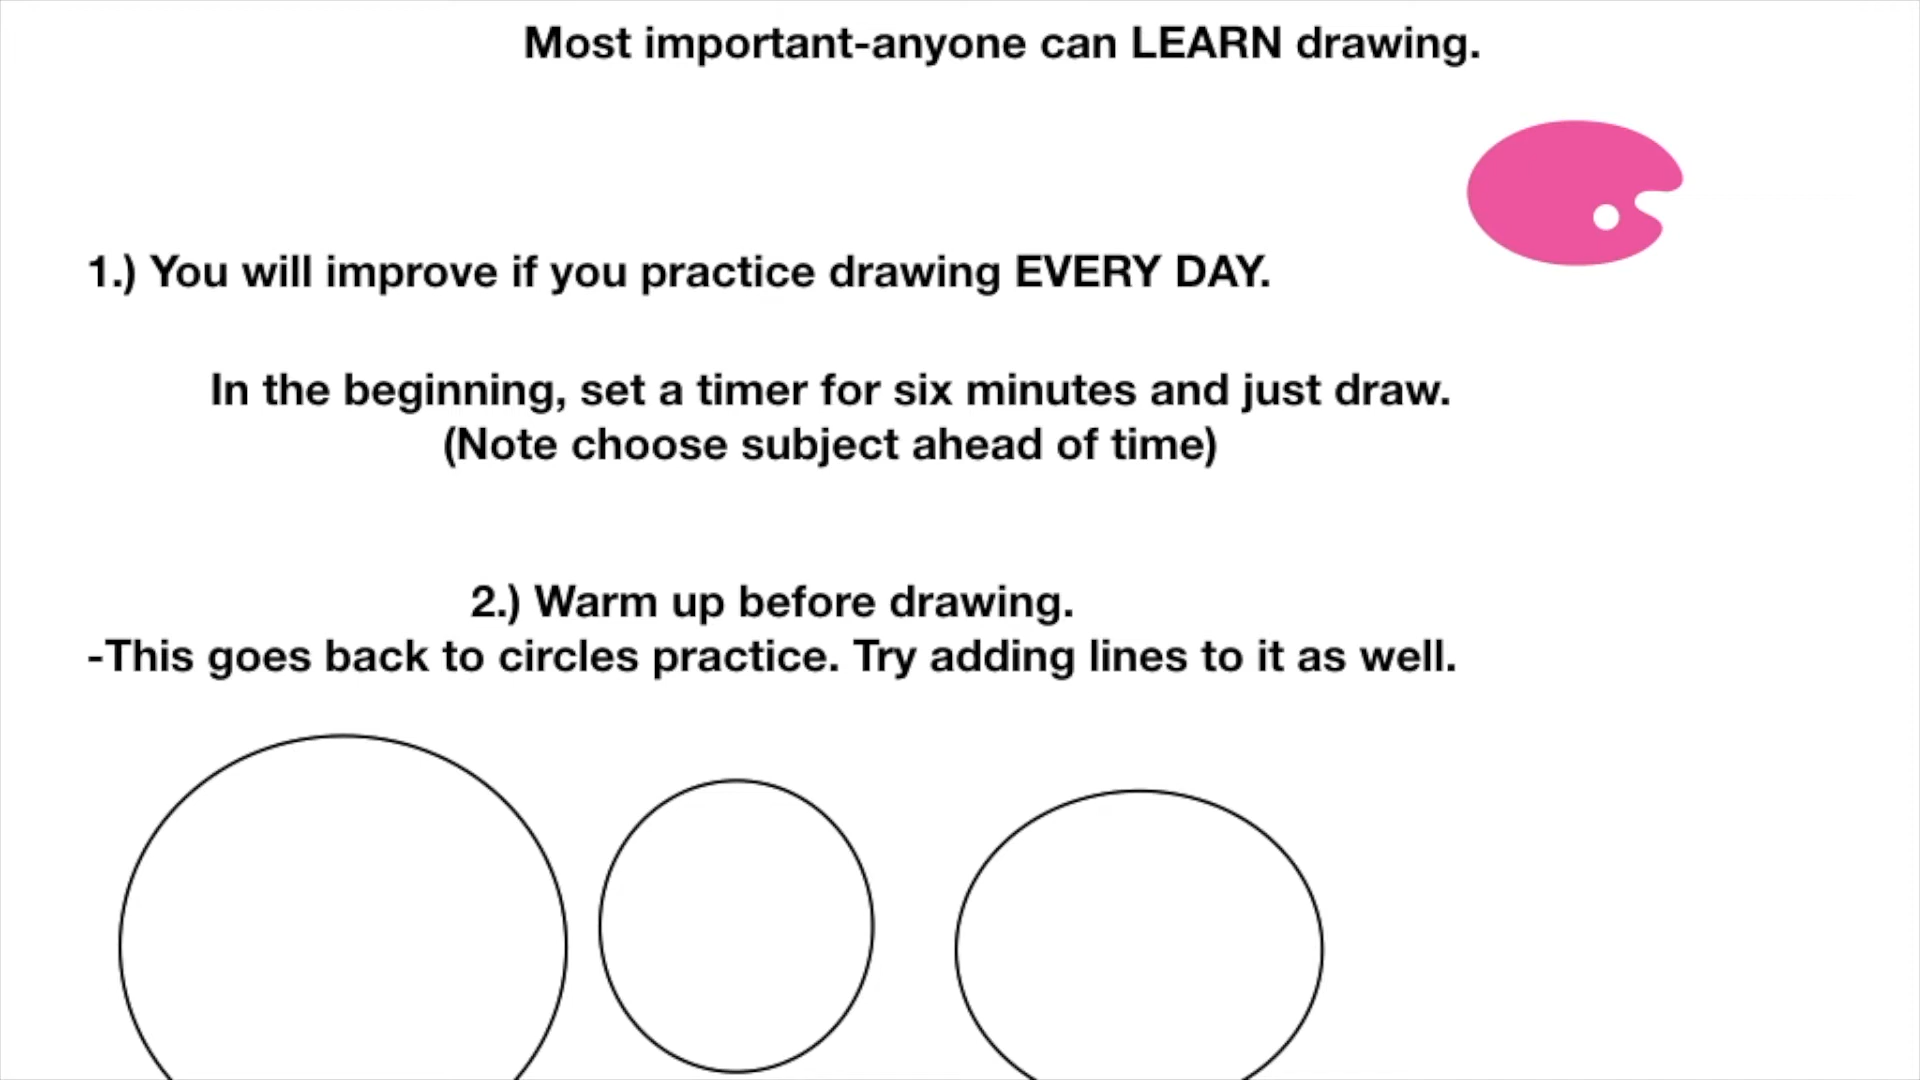 Most important-anyone can LEARN drawing.
1.) You will improve if you practice drawing EVERY DAY.
In the beginning, set a timer for six minutes and just draw.
(Note choose subject ahead of time)
2.) Warm up before drawing.
-This goes back to circles practice. Try adding lines to it as well.